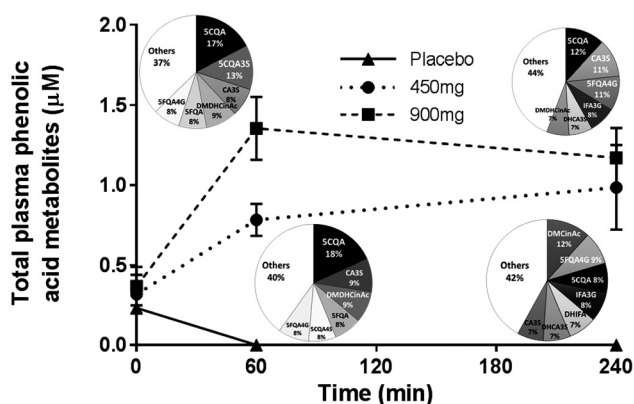 Total plasma phenolic
acid metabolites (μM)
2.0
1.5
1.0
0.5
0.0
0
60
120
180
240
Time (min)
Placebo
450mg
900mg
5CQA
17%
5CQA3S
13%
CA3S
8%
DMDHCinAc
9%
5FQA
8%
5FQA4G
8%
Others
37%
5CQA
12%
CA3S
11%
5FQA4G
11%
IFA3G
8%
DHCA3S
7%
DMDHCinAc
7%
Others
44%
5CQA
18%
CA3S
9%
DMDHCinAc
9%
5FQA
8%
5CQA4S
8%
5FQA4G
8%
Others
40%
DMCinAc
12%
5FQA4G 9%
5CQA 8%
IFA3G
8%
DHIFA
7%
DHCA3S
7%
CA3S
7%
Others
42%